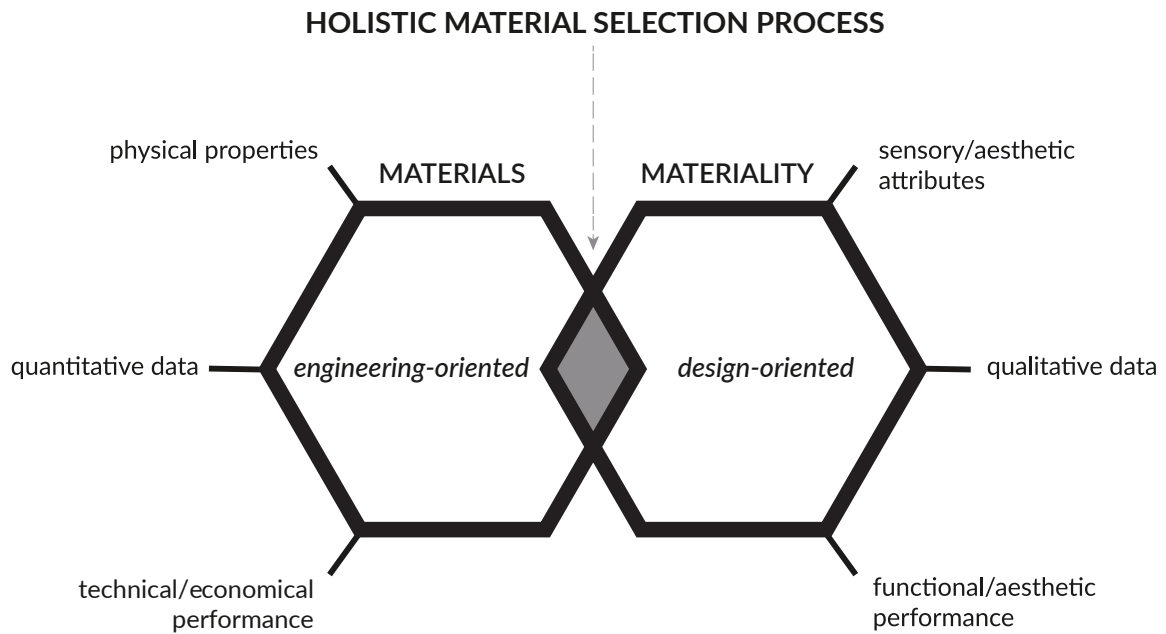 HOLISTIC MATERIAL SELECTION PROCESS
physical properties
MATERIALS
MATERIALITY
sensory/aesthetic
attributes
quantitative data
engineering-oriented
design-oriented
qualitative data
technical/economical
performance
functional/aesthetic
performance